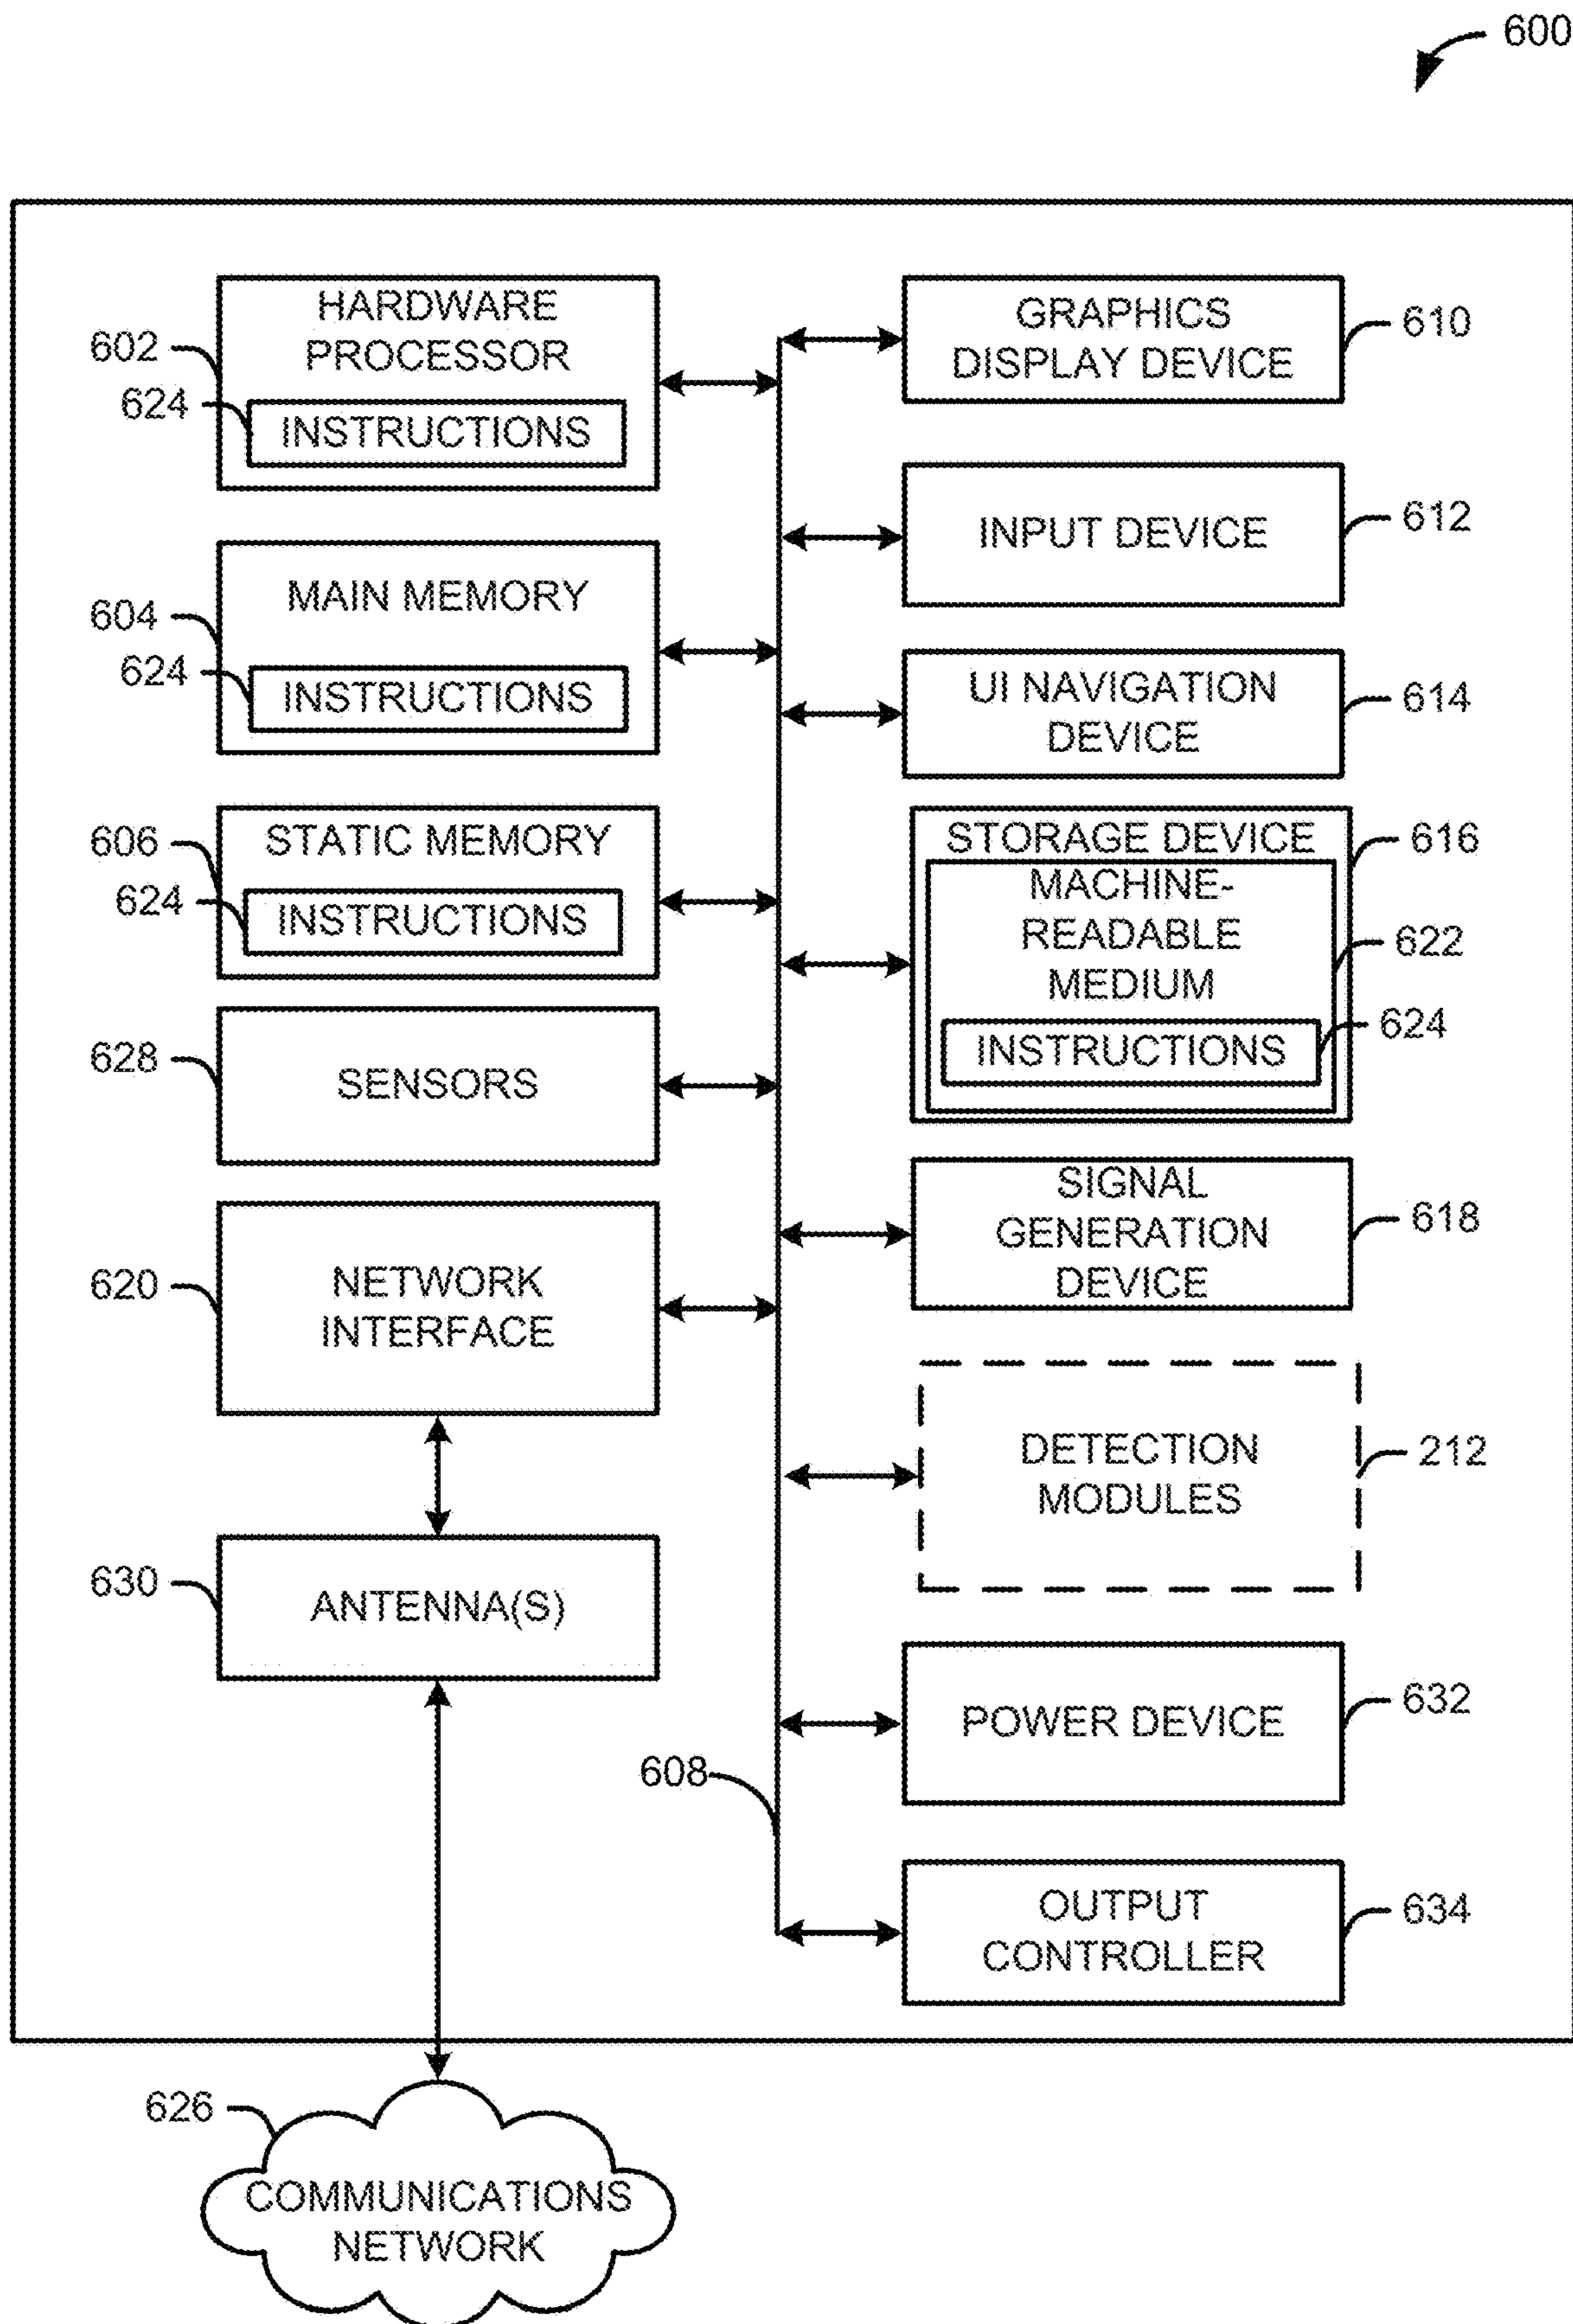 600
HARDWARE
PROCESSOR
602
624
INSTRUCTIONS
MAIN MEMORY
604
624
INSTRUCTIONS
STATIC MEMORY
606
624
INSTRUCTIONS
628
SENSORS
620
NETWORK
INTERFACE
630
ANTENNA(S)
608
GRAPHICS
DISPLAY DEVICE
610
INPUT DEVICE
612
UI NAVIGATION
DEVICE
614
STORAGE DEVICE
616
MACHINE-
READABLE
MEDIUM
622
INSTRUCTIONS
624
SIGNAL
GENERATION
DEVICE
618
DETECTION
MODULES
212
POWER DEVICE
632
OUTPUT
CONTROLLER
634
626
COMMUNICATIONS
NETWORK